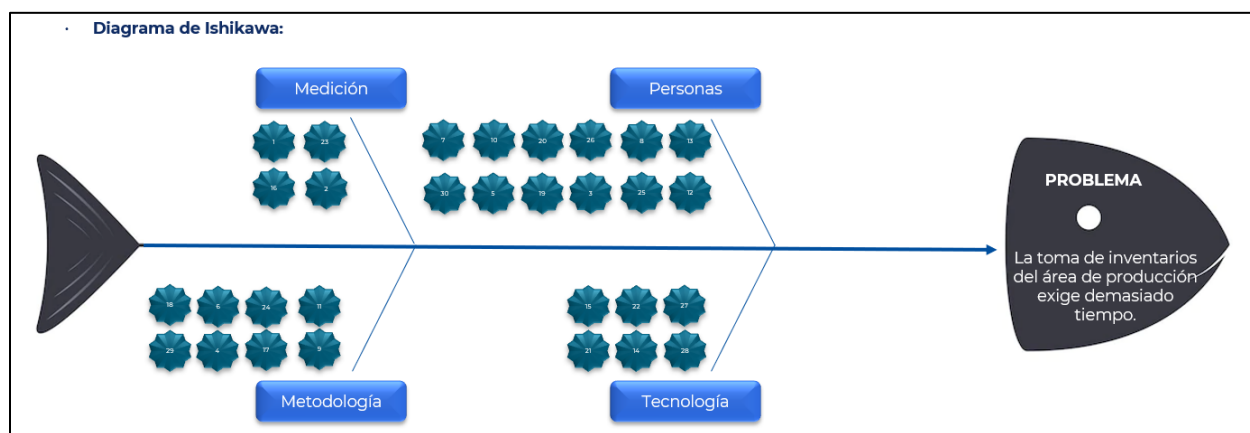 · Diagrama de Ishikawa:
Medición
Personas
1 23
7 10 20 26 8 13
16 2
30 5 19 3 25 12
PROBLEMA
La toma de inventarios
del área de producción
exige demasiado
tiempo.
18 6 24 11
15 22 27
29 4 17 9
21 14 28
Metodología
Tecnología